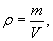 ρ = m/V,